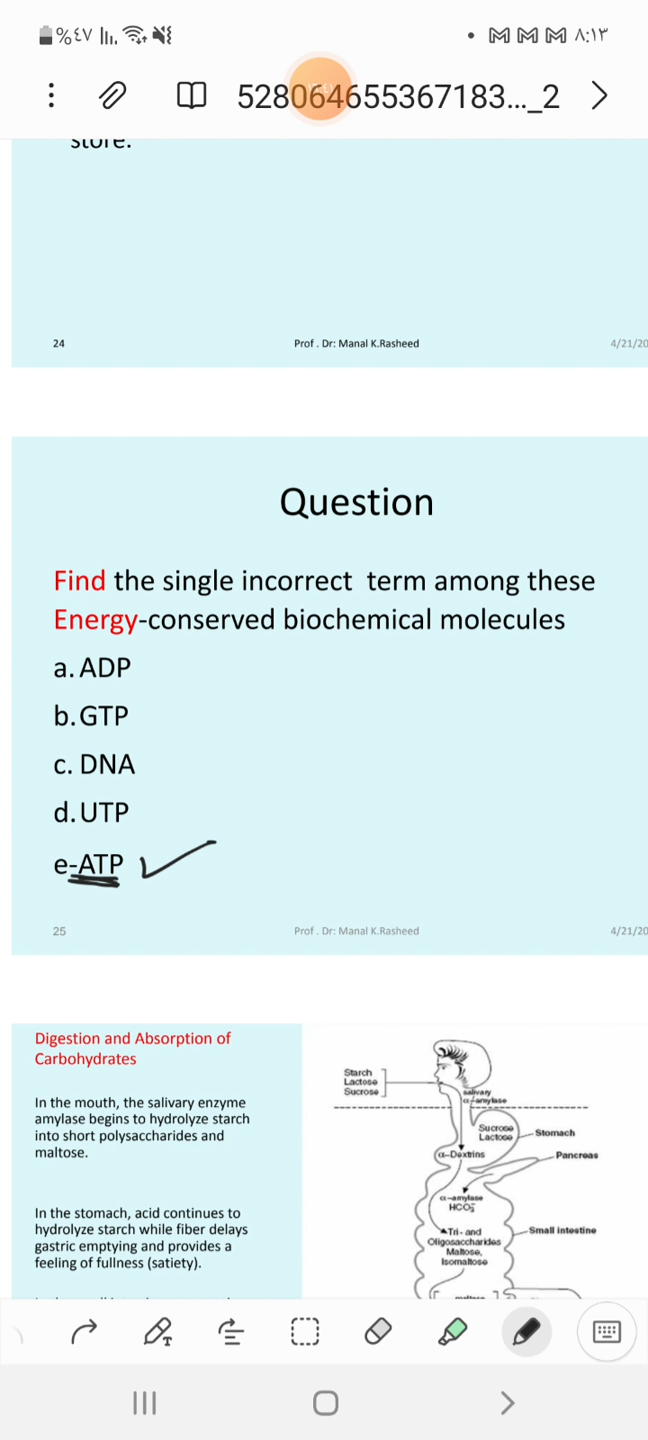 %٤٧
٨:١٣
528064655367183..._2
store.
24 Prof . Dr: Manal K.Rasheed 4/21/20
Question
Find the single incorrect term among these
Energy-conserved biochemical molecules
a. ADP
b. GTP
c. DNA
d. UTP
e-ATP
25 Prof . Dr: Manal K.Rasheed 4/21/20
Digestion and Absorption of
Carbohydrates
In the mouth, the salivary enzyme
amylase begins to hydrolyze starch
into short polysaccharides and
maltose.
In the stomach, acid continues to
hydrolyze starch while fiber delays
gastric emptying and provides a
feeling of fullness (satiety).
Starch
Lactose
Sucrose
salivary
α-amylase
Sucrose
Lactose
Stomach
α-Dextrins
Pancreas
α-amylase
HCO₃⁻
Tri- and
Oligosaccharides
Maltose,
Isomaltose
Small intestine